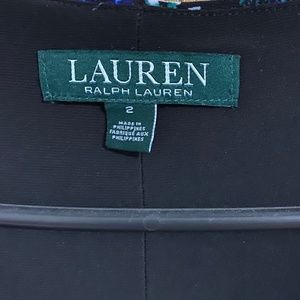 LAUREN
RALPH LAUREN
2
MADE IN
PHILIPPINES
FABRIQUÉ AUX
PHILIPPINES